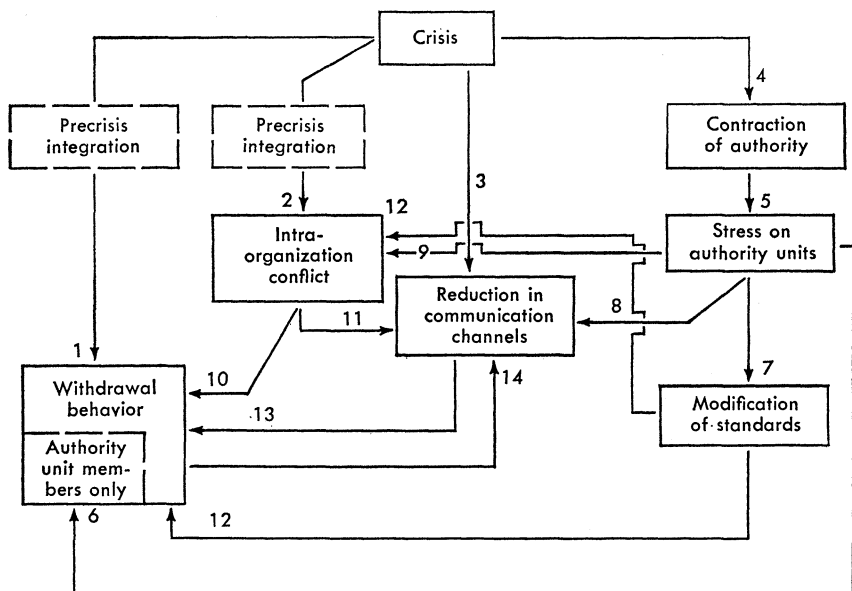 Crisis
4
Precrisis
integration
Precrisis
integration
Contraction
of authority
3
2
12
5
Intra-
organization
conflict
9
Stress on
authority units
Reduction in
communication
channels
8
11
1
10
14
7
Withdrawal
behavior
13
Modification
of standards
Authority
unit mem-
bers only
6
12